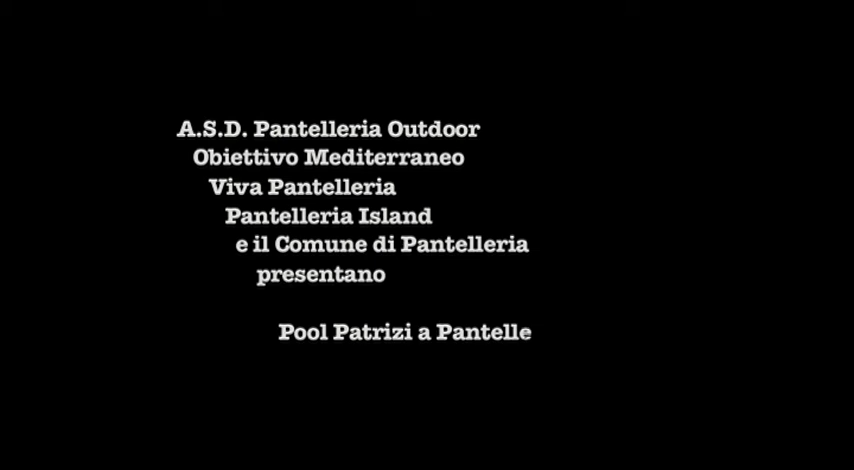 A.S.D. Pantelleria Outdoor
Obiettivo Mediterraneo
Viva Pantelleria
Pantelleria Island
e il Comune di Pantelleria
presentano
Pool Patrizi a Pantelle